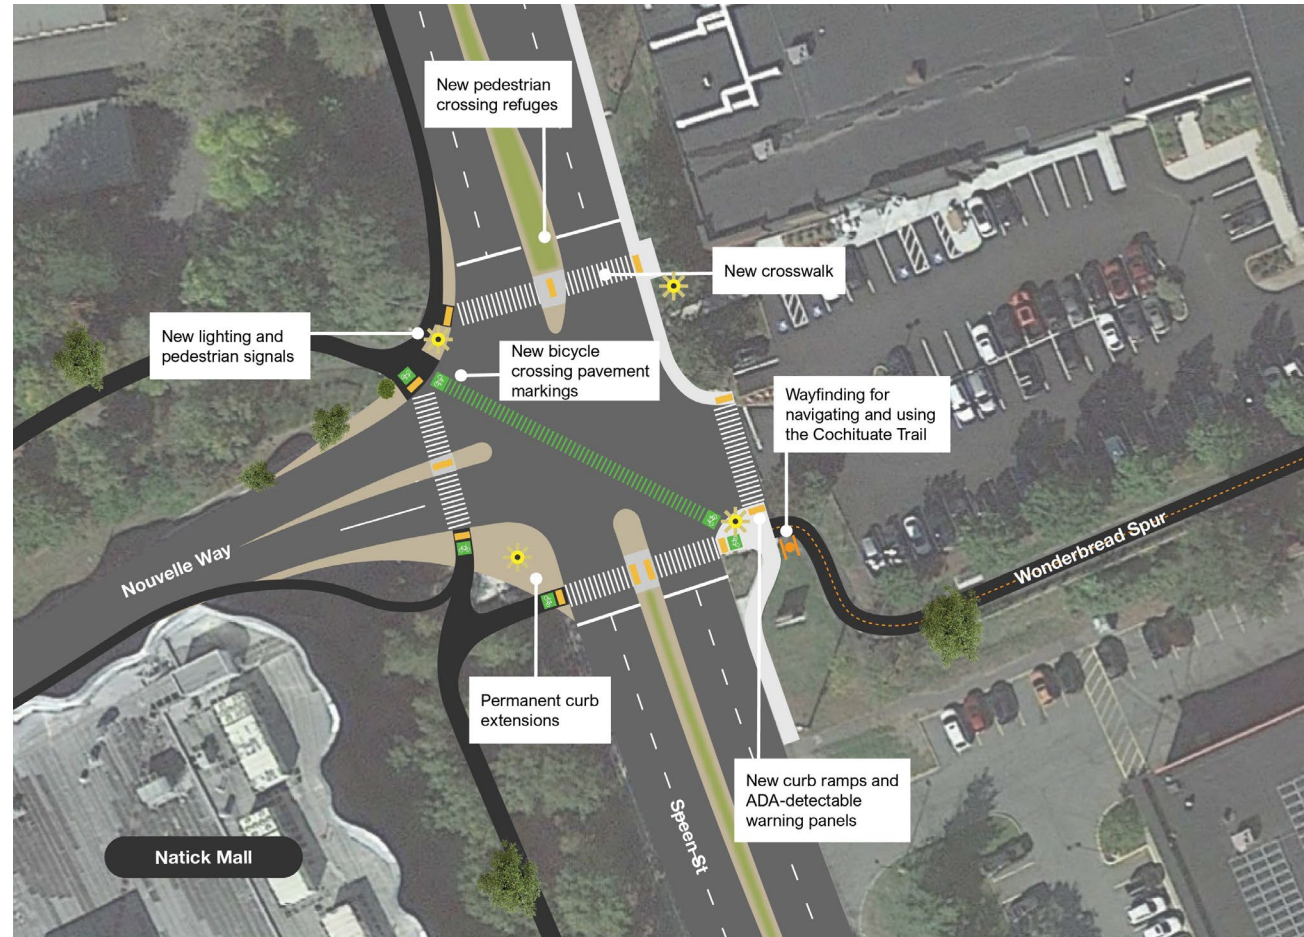 New pedestrian
crossing refuges
New crosswalk
New lighting and
pedestrian signals
New bicycle
crossing pavement
markings
Wayfinding for
navigating and using
the Cochituate Trail
Nouvelle Way
Wonderbread Spur
Permanent curb
extensions
New curb ramps and
ADA-detectable
warning panels
Speen St
Natick Mall